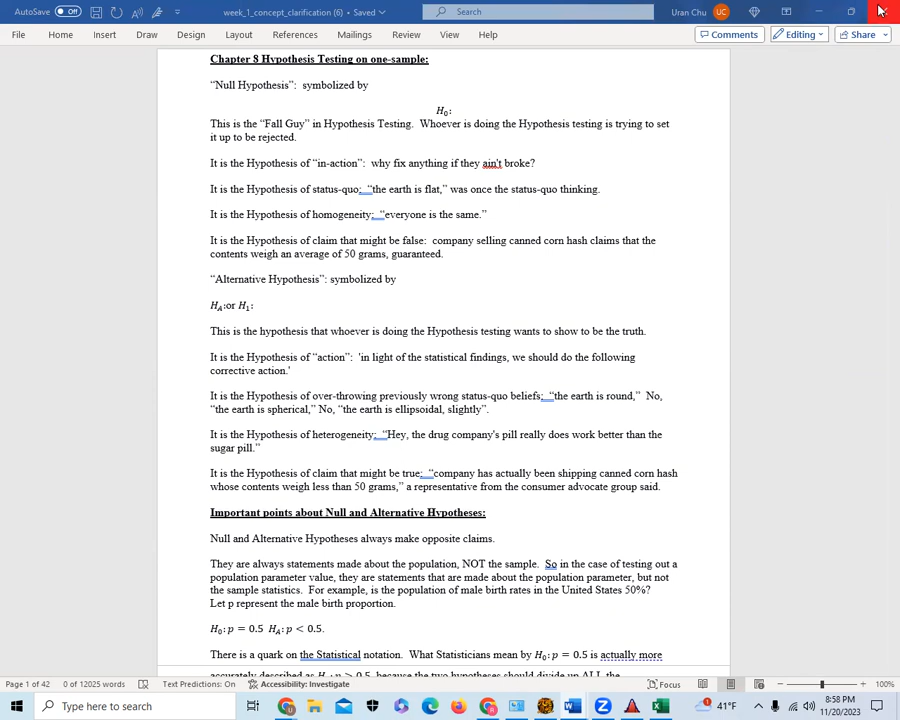 AutoSave Off week_1_concept_clarification (6) • Saved Search Uran Chu UC
File Home Insert Draw Design Layout References Mailings Review View Help Comments Editing Share
Chapter 8 Hypothesis Testing on one-sample:
“Null Hypothesis”: symbolized by
H₀:
This is the “Fall Guy” in Hypothesis Testing. Whoever is doing the Hypothesis testing is trying to set
it up to be rejected.
It is the Hypothesis of “in-action”: why fix anything if they ain't broke?
It is the Hypothesis of status-quo: “the earth is flat,” was once the status-quo thinking.
It is the Hypothesis of homogeneity: “everyone is the same.”
It is the Hypothesis of claim that might be false: company selling canned corn hash claims that the
contents weigh an average of 50 grams, guaranteed.
“Alternative Hypothesis”: symbolized by
H_A:or H₁:
This is the hypothesis that whoever is doing the Hypothesis testing wants to show to be the truth.
It is the Hypothesis of “action”: 'in light of the statistical findings, we should do the following
corrective action.'
It is the Hypothesis of over-throwing previously wrong status-quo beliefs: “the earth is round,” No,
“the earth is spherical,” No, “the earth is ellipsoidal, slightly”.
It is the Hypothesis of heterogeneity: “Hey, the drug company's pill really does work better than the
sugar pill.”
It is the Hypothesis of claim that might be true: “company has actually been shipping canned corn hash
whose contents weigh less than 50 grams,” a representative from the consumer advocate group said.
Important points about Null and Alternative Hypotheses:
Null and Alternative Hypotheses always make opposite claims.
They are always statements made about the population, NOT the sample. So in the case of testing out a
population parameter value, they are statements that are made about the population parameter, but not
the sample statistics. For example, is the population of male birth rates in the United States 50%?
Let p represent the male birth proportion.
H₀: p = 0.5 H_A: p < 0.5.
There is a quark on the Statistical notation. What Statisticians mean by H₀: p = 0.5 is actually more
accurately described as H₀: p ≥ 0.5, because the two hypotheses should divide up ALL the
Page 1 of 42 0 of 12025 words Text Predictions: On Accessibility: Investigate Focus 100%
Type here to search 41°F 8:58 PM
11/20/2023